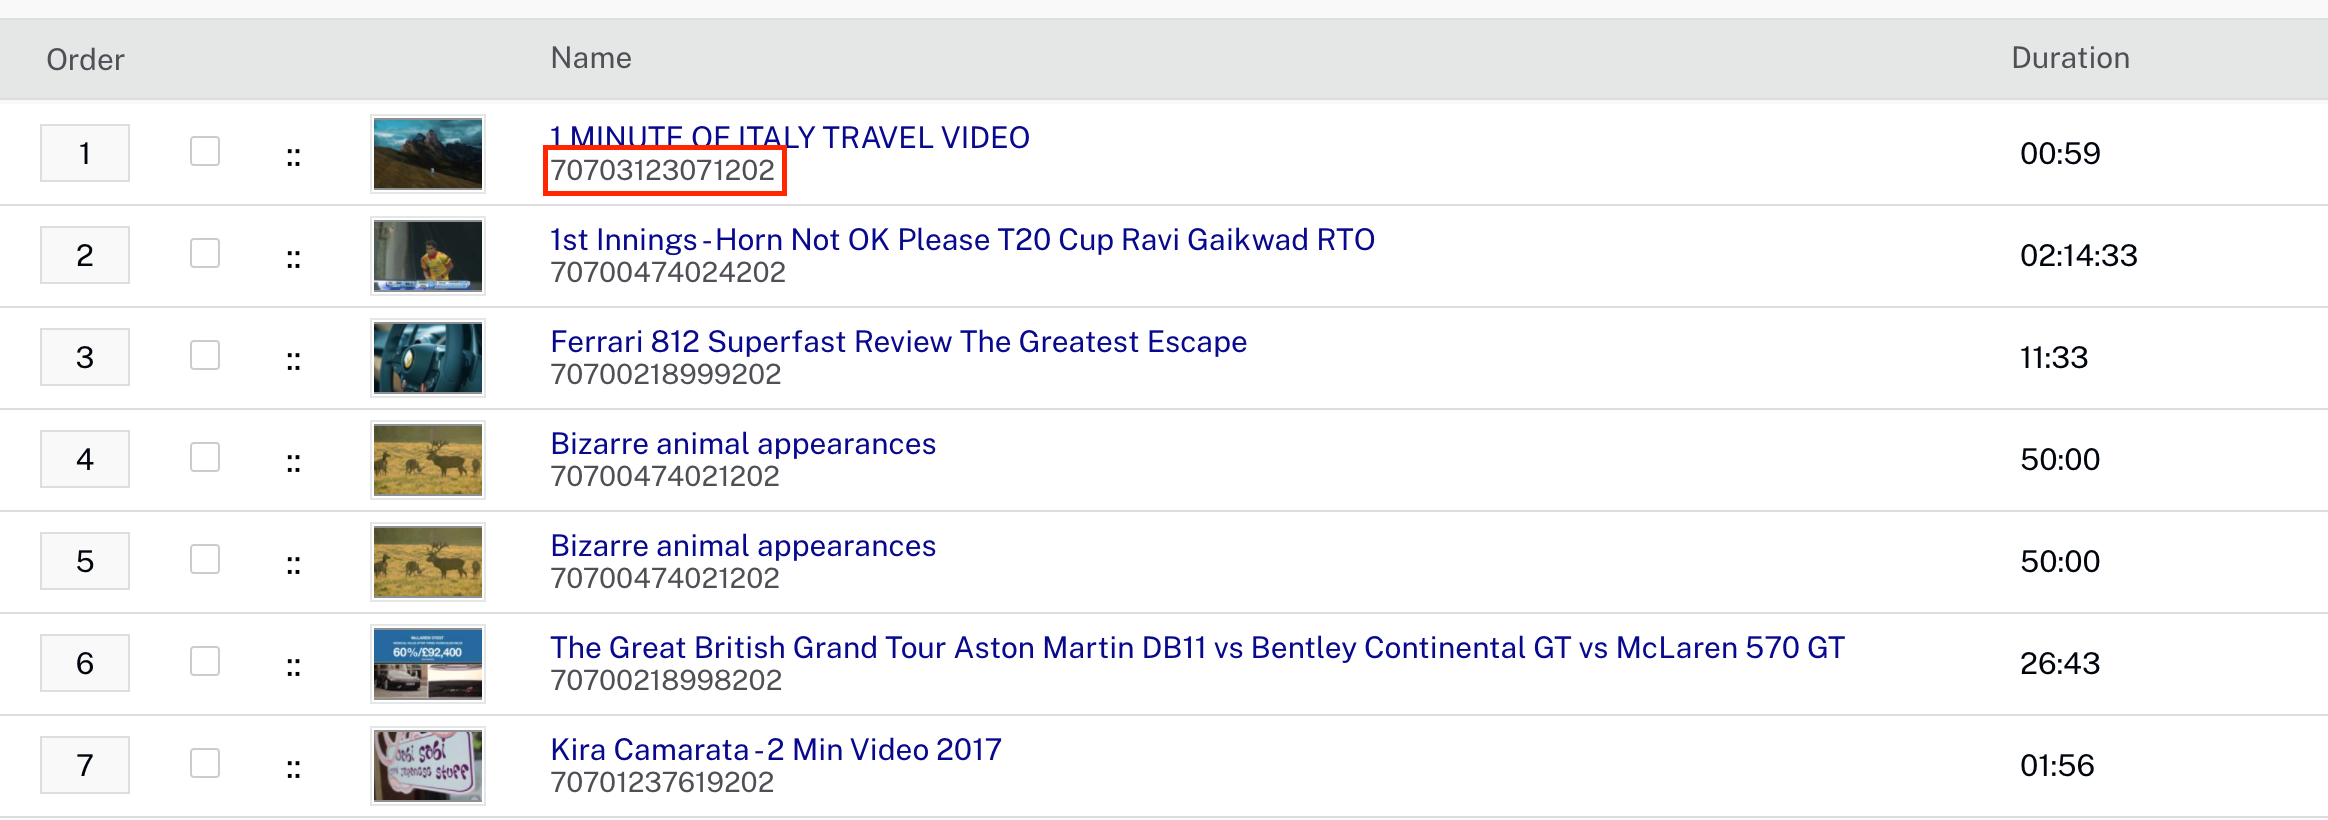 Order Name Duration
1 :: 1 MINUTE OF ITALY TRAVEL VIDEO 00:59
70703123071202
2 :: 1st Innings - Horn Not OK Please T20 Cup Ravi Gaikwad RTO 02:14:33
70700474024202
3 :: Ferrari 812 Superfast Review The Greatest Escape 11:33
70700218999202
4 :: Bizarre animal appearances 50:00
70700474021202
5 :: Bizarre animal appearances 50:00
70700474021202
60%/£92,400
6 :: The Great British Grand Tour Aston Martin DB11 vs Bentley Continental GT vs McLaren 570 GT 26:43
70700218998202
7 :: Kira Camarata - 2 Min Video 2017 01:56
70701237619202